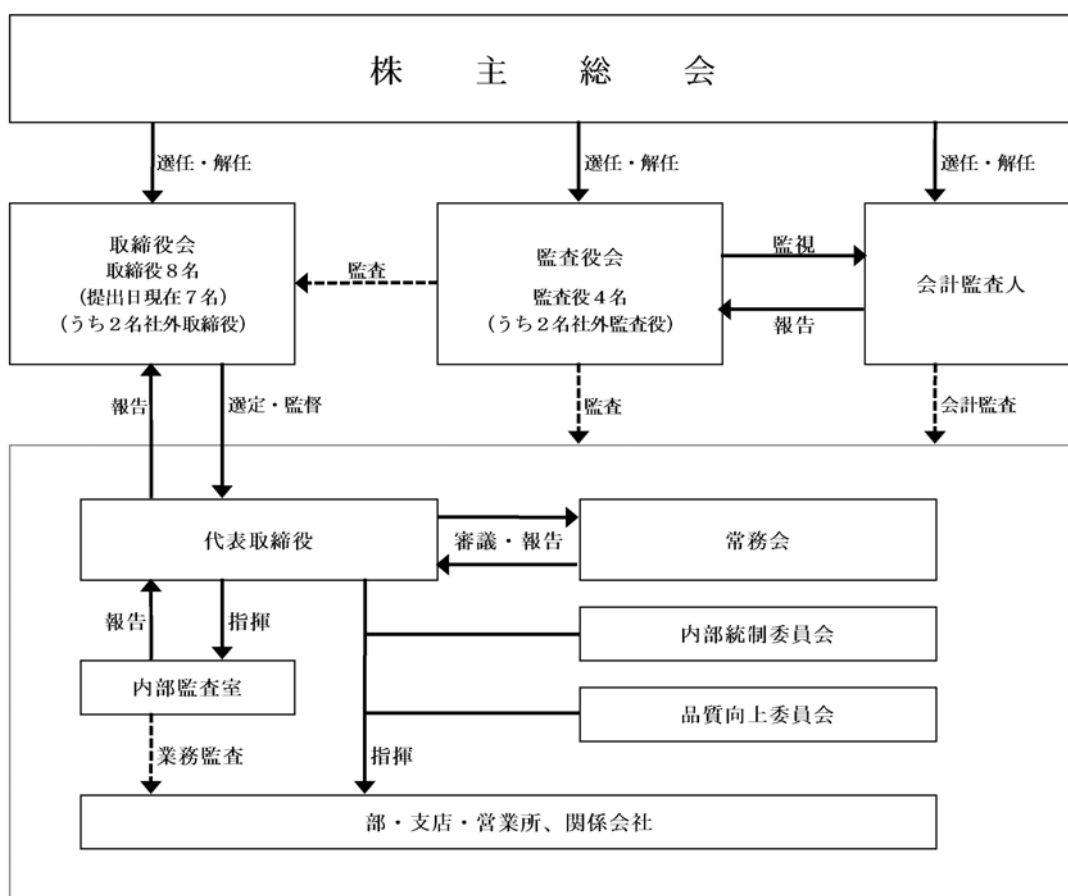 株主総会
選任・解任
選任・解任
選任・解任
取締役会
取締役8名
(提出日現在7名)
(うち2名社外取締役)
監査
監査役会
監査役4名
(うち2名社外監査役)
監視
報告
会計監査人
報告
選定・監督
監査
会計監査
代表取締役
審議・報告
常務会
報告
指揮
内部統制委員会
内部監査室
品質向上委員会
業務監査
指揮
部・支店・営業所、関係会社